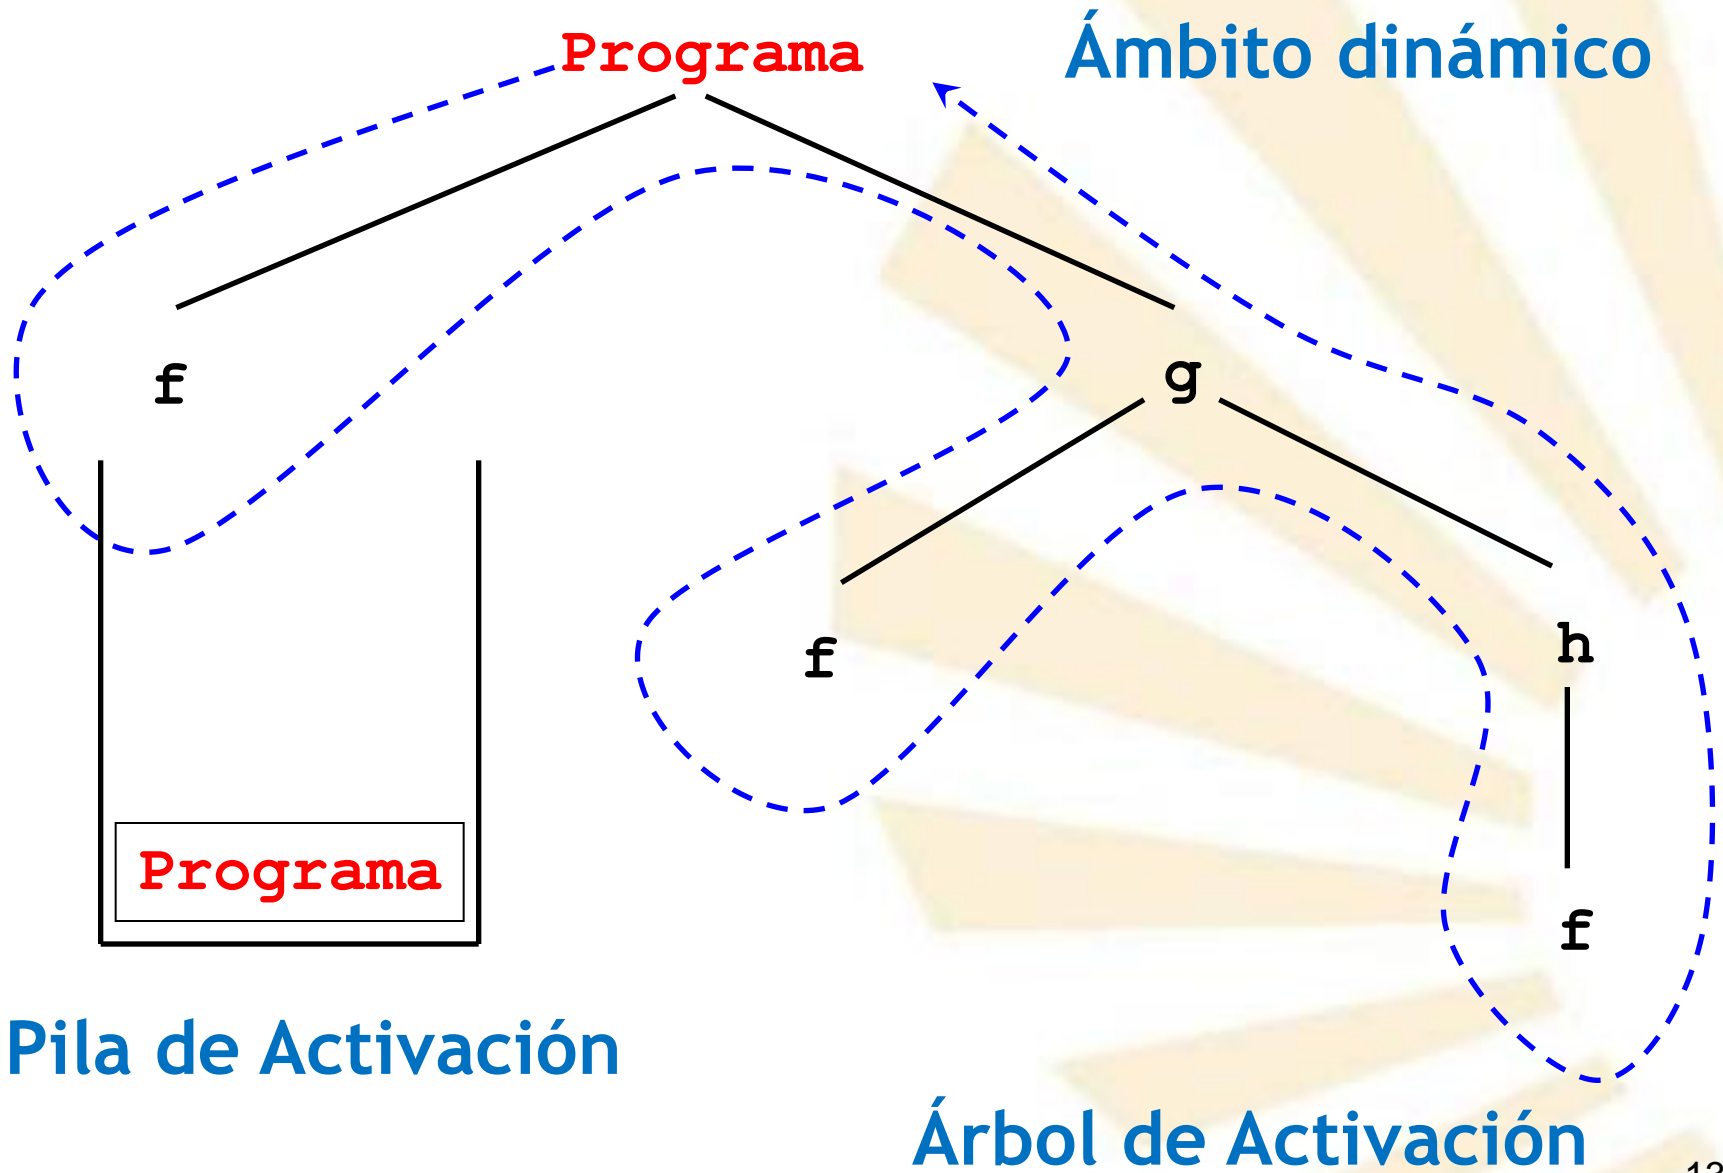 Programa
Ámbito dinámico
f
g
f
h
Programa
f
Pila de Activación
Árbol de Activación